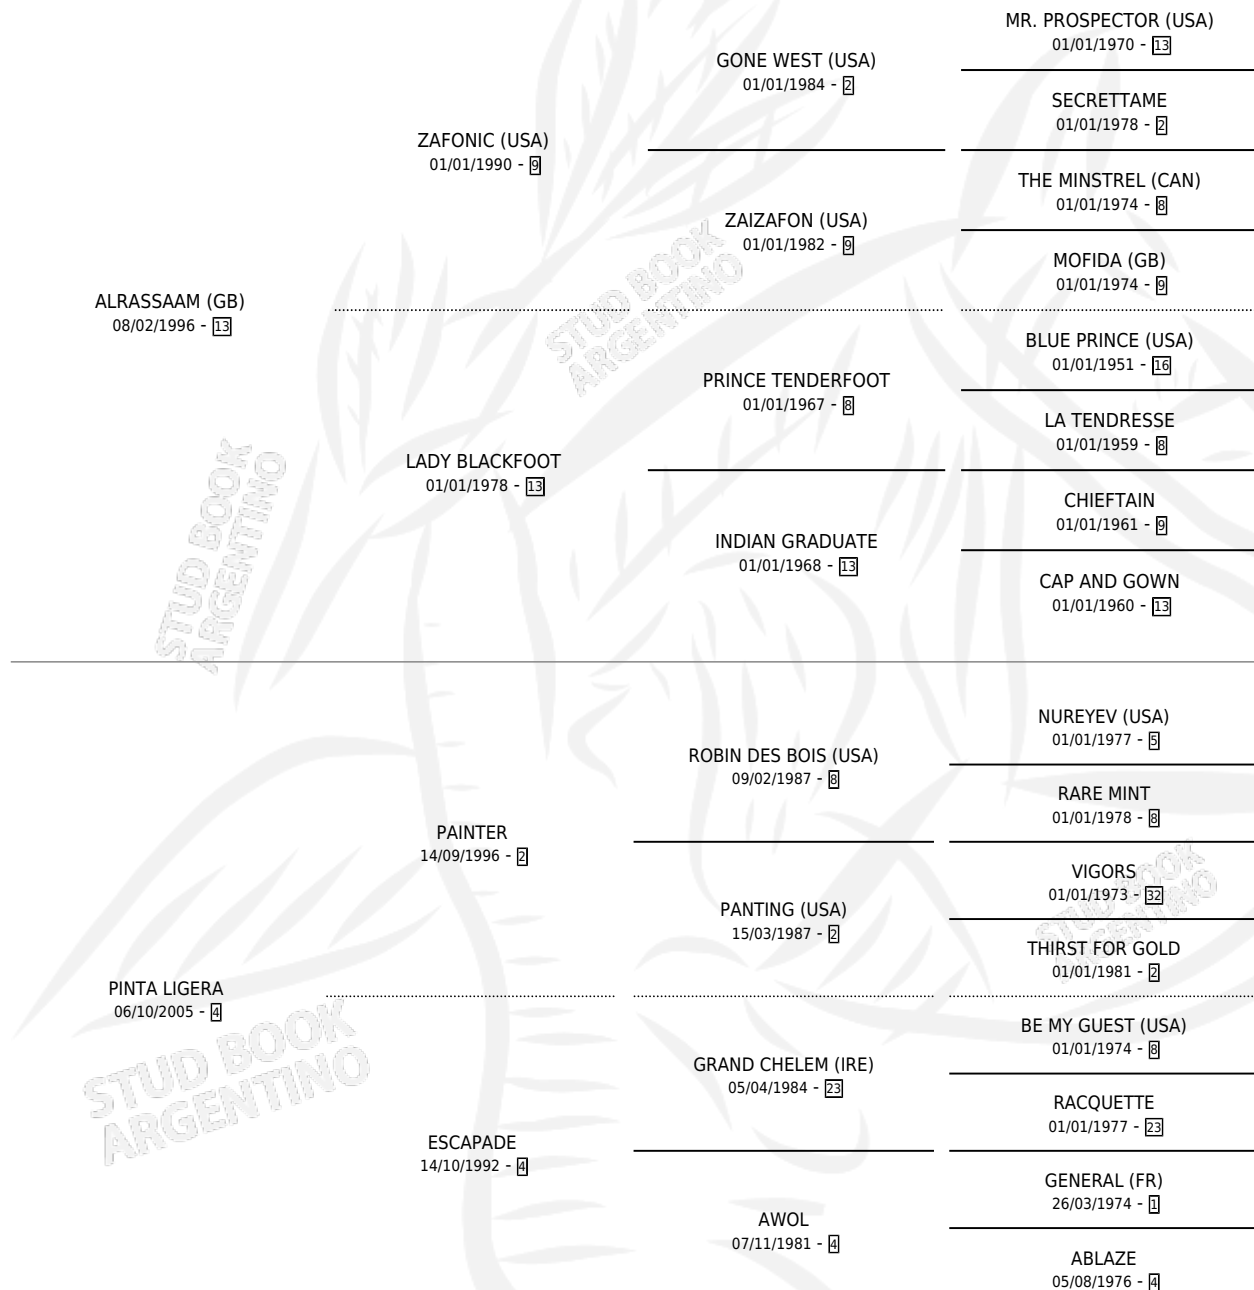 MR. PROSPECTOR (USA)
01/01/1970 - 13
GONE WEST (USA)
01/01/1984 - 2
SECRETTAME
01/01/1978 - 2
ZAFONIC (USA)
01/01/1990 - 9
THE MINSTREL (CAN)
01/01/1974 - 8
ZAIZAFON (USA)
01/01/1982 - 9
MOFIDA (GB)
01/01/1974 - 9
ALRASSAAM (GB)
08/02/1996 - 13
BLUE PRINCE (USA)
01/01/1951 - 16
PRINCE TENDERFOOT
01/01/1967 - 8
LA TENDRESSE
01/01/1959 - 8
LADY BLACKFOOT
01/01/1978 - 13
CHIEFTAIN
01/01/1961 - 9
INDIAN GRADUATE
01/01/1968 - 13
CAP AND GOWN
01/01/1960 - 13
NUREYEV (USA)
01/01/1977 - 5
ROBIN DES BOIS (USA)
09/02/1987 - 8
RARE MINT
01/01/1978 - 8
PAINTER
14/09/1996 - 2
VIGORS
01/01/1973 - 32
PANTING (USA)
15/03/1987 - 2
THIRST FOR GOLD
01/01/1981 - 2
PINTA LIGERA
06/10/2005 - 4
BE MY GUEST (USA)
01/01/1974 - 8
GRAND CHELEM (IRE)
05/04/1984 - 23
RACQUETTE
01/01/1977 - 23
ESCAPADE
14/10/1992 - 4
GENERAL (FR)
26/03/1974 - 1
AWOL
07/11/1981 - 4
ABLAZE
05/08/1976 - 4
STUD BOOK
ARGENTINO
STUD BOOK
ARGENTINO
STUD BOOK
ARGENTINO
STUD BOOK
ARGENTINO